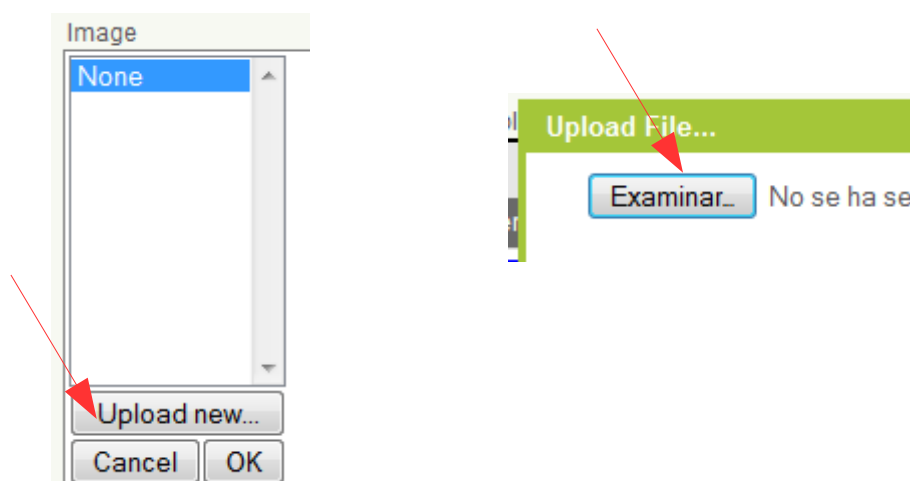 Image
None
Upload new...
Cancel OK
Upload File...
Examinar... No se ha se